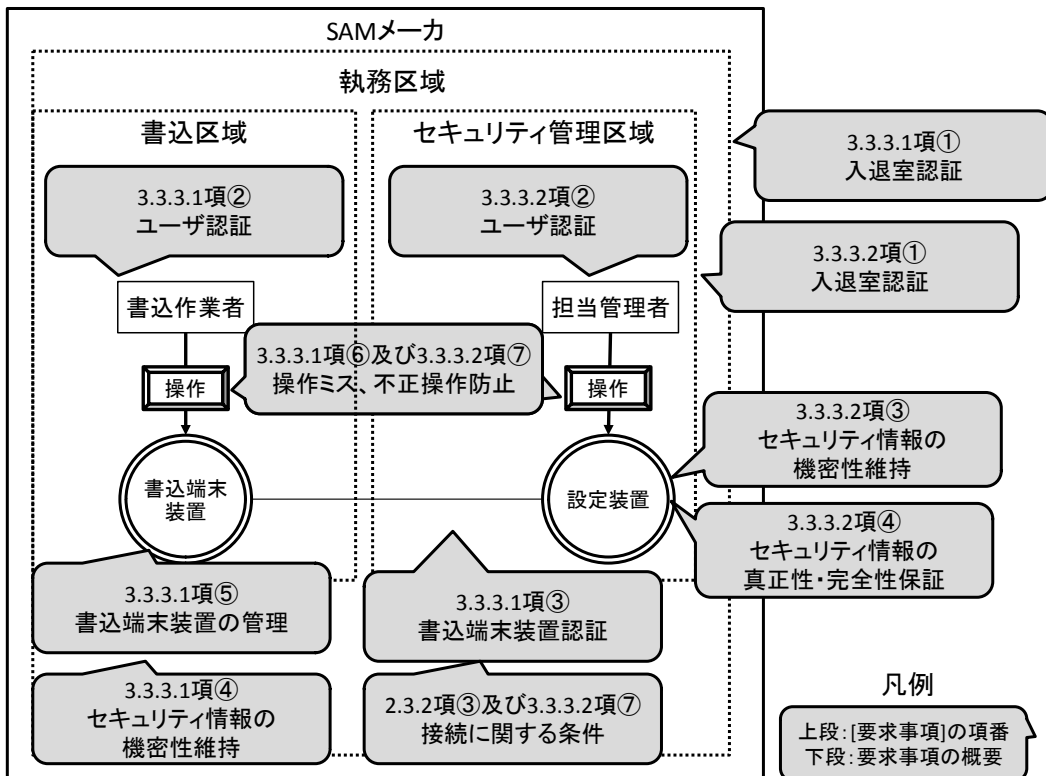 SAMメーカ
執務区域
書込区域
セキュリティ管理区域
3.3.3.1項①
入退室認証
3.3.3.1項②
ユーザ認証
3.3.3.2項②
ユーザ認証
3.3.3.2項①
入退室認証
書込作業者
担当管理者
3.3.3.1項⑥及び3.3.3.2項⑦
操作ミス、不正操作防止
操作
操作
3.3.3.2項③
セキュリティ情報の
機密性維持
書込端末
装置
設定装置
3.3.3.2項④
セキュリティ情報の
真正性・完全性保証
3.3.3.1項⑤
書込端末装置の管理
3.3.3.1項③
書込端末装置認証
3.3.3.1項④
セキュリティ情報の
機密性維持
2.3.2項③及び3.3.3.2項⑦
接続に関する条件
凡例
上段：[要求事項]の項番
下段：要求事項の概要